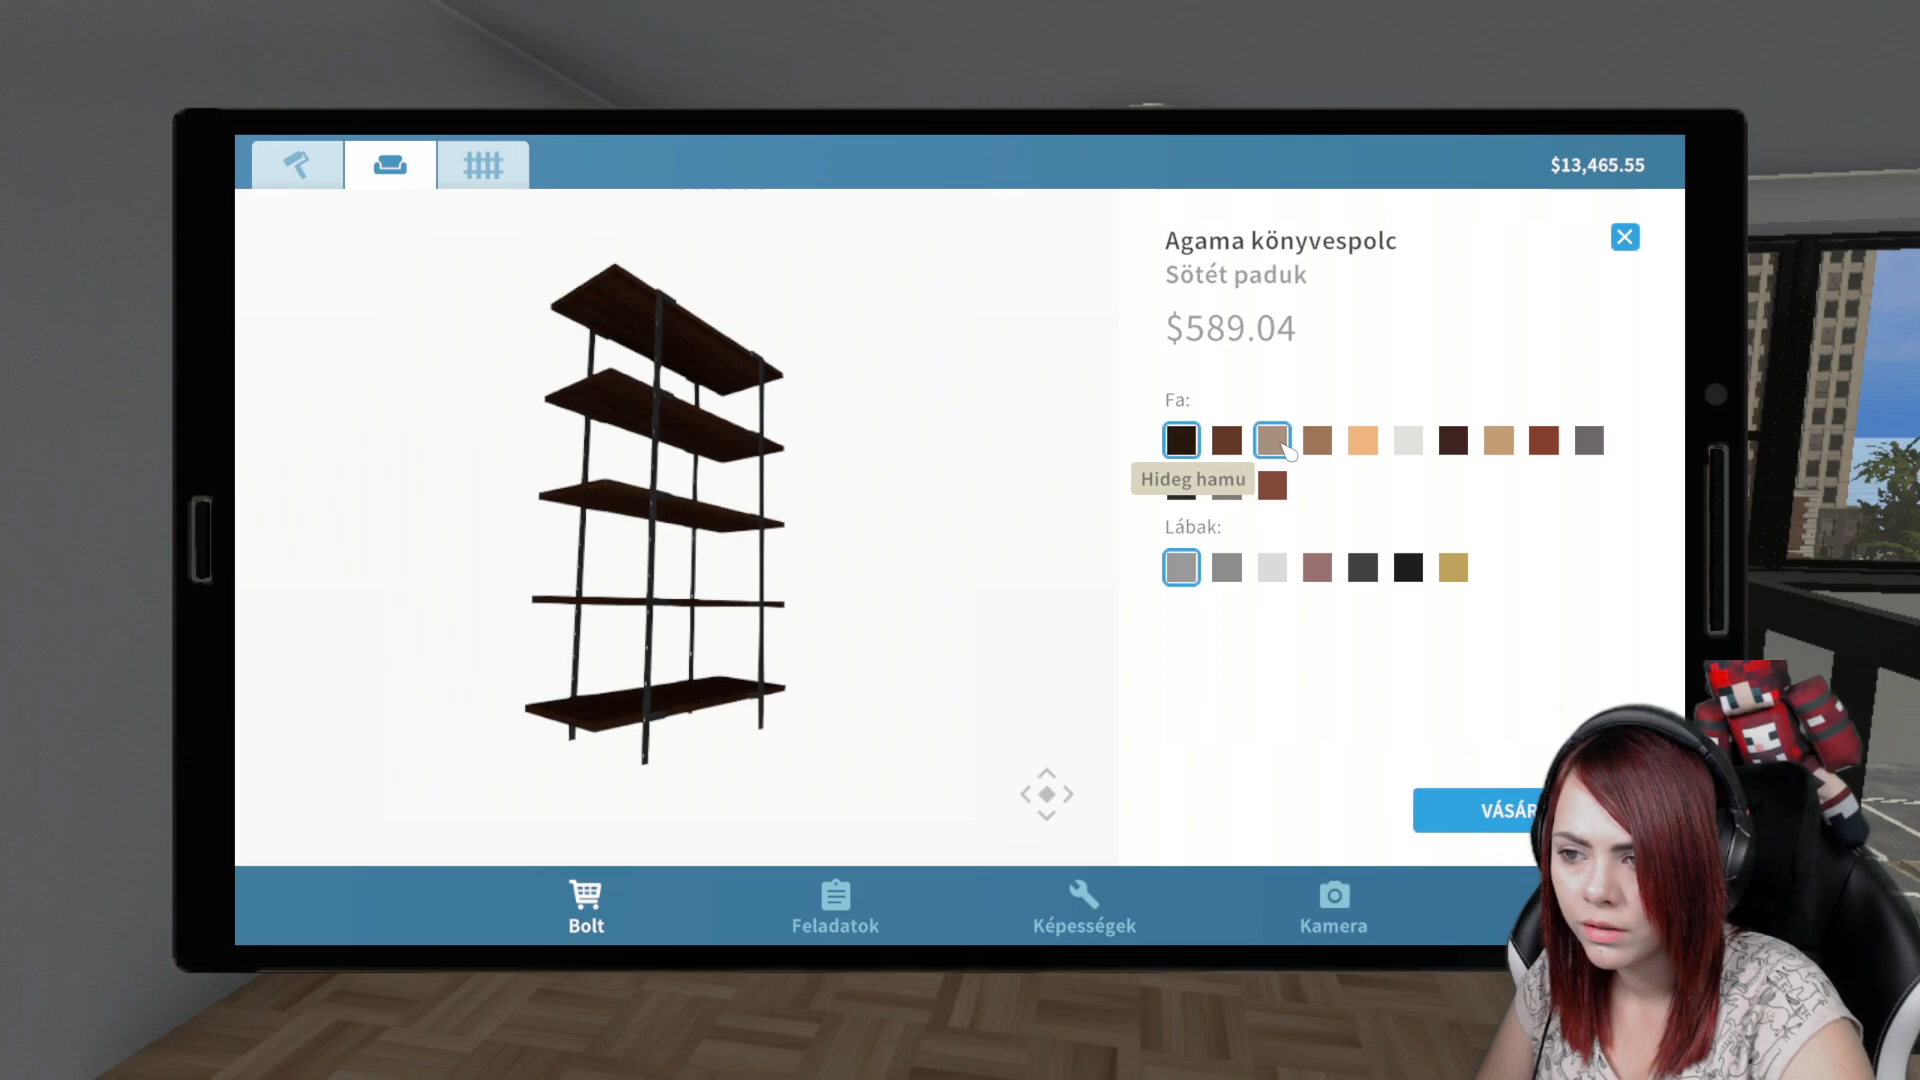 $13,465.55
Agama könyvespolc
Sötét paduk
$589.04
Fa:
Hideg hamu
Lábak:
VÁSÁR
Bolt
Feladatok
Képességek
Kamera